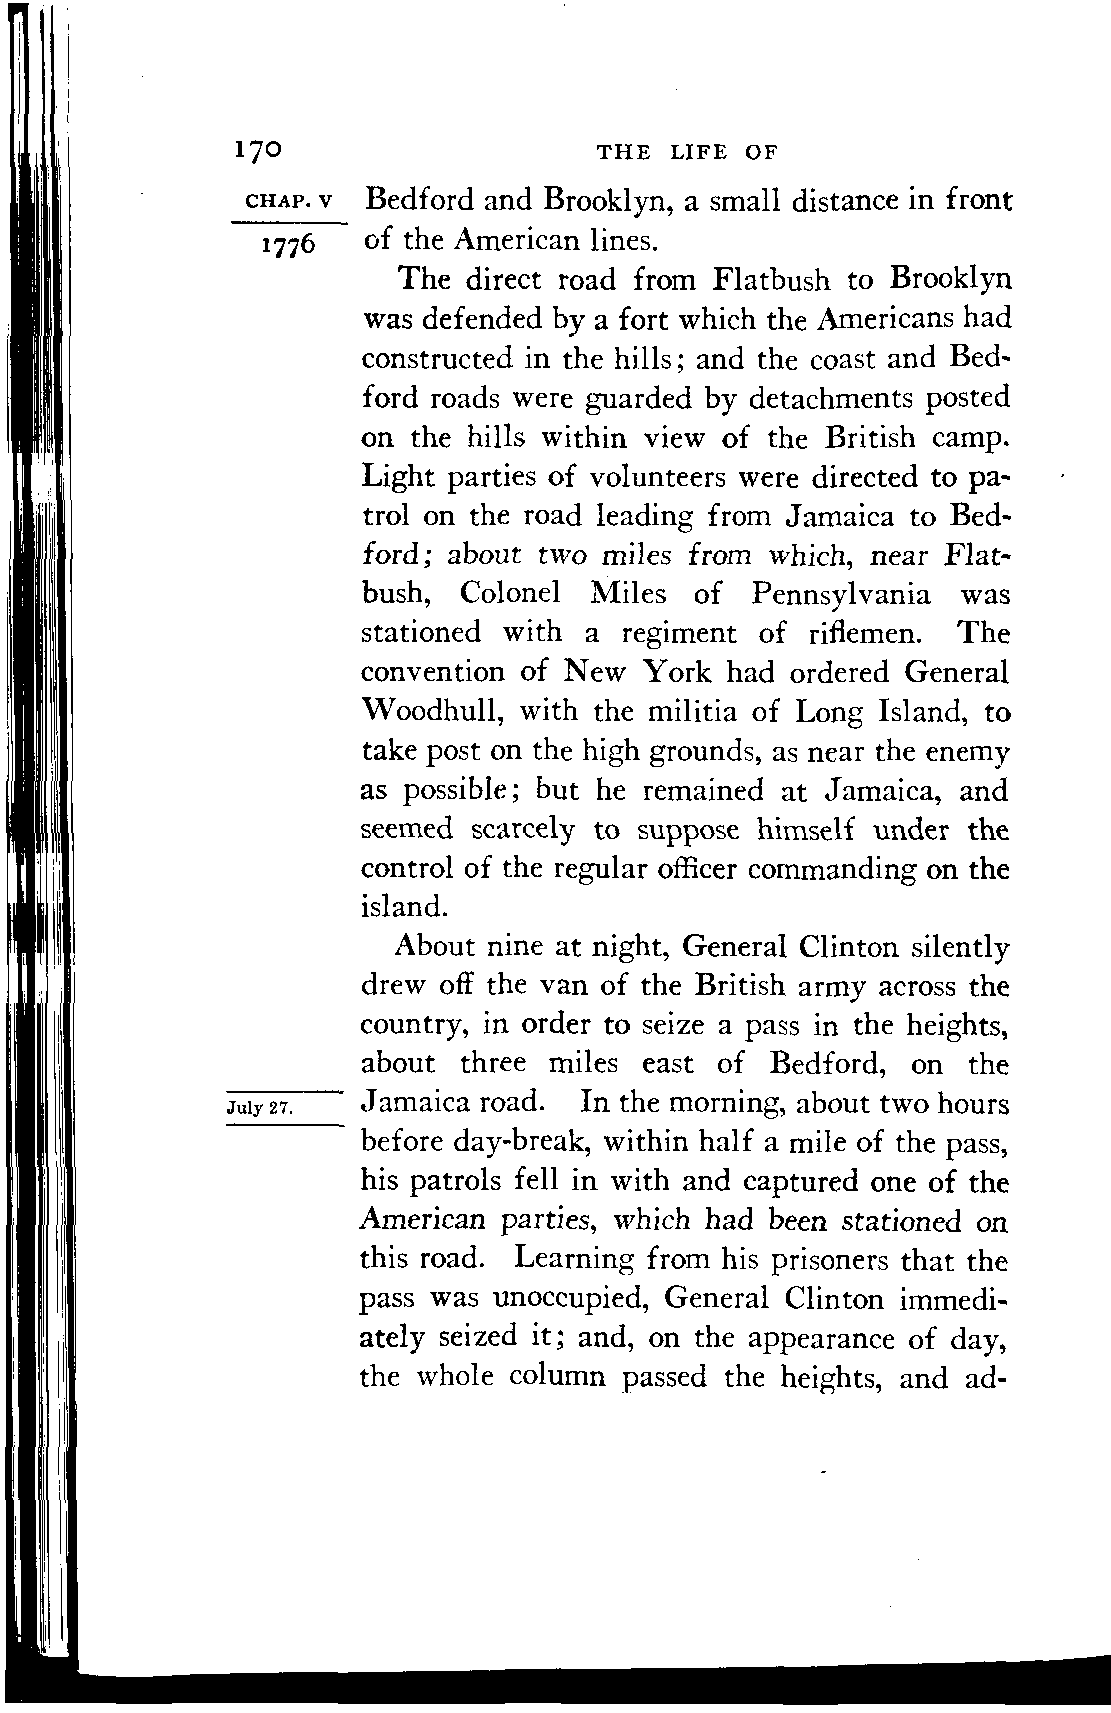 170 THE LIFE OF
CHAP. V Bedford and Brooklyn, a small distance in front
1776 of the American lines.
The direct road from Flatbush to Brooklyn
was defended by a fort which the Americans had
constructed in the hills; and the coast and Bed-
ford roads were guarded by detachments posted
on the hills within view of the British camp.
Light parties of volunteers were directed to pa-
trol on the road leading from Jamaica to Bed-
ford; about two miles from which, near Flat-
bush, Colonel Miles of Pennsylvania was
stationed with a regiment of riflemen. The
convention of New York had ordered General
Woodhull, with the militia of Long Island, to
take post on the high grounds, as near the enemy
as possible; but he remained at Jamaica, and
seemed scarcely to suppose himself under the
control of the regular officer commanding on the
island.
About nine at night, General Clinton silently
drew off the van of the British army across the
country, in order to seize a pass in the heights,
about three miles east of Bedford, on the
July 27. Jamaica road. In the morning, about two hours
before day-break, within half a mile of the pass,
his patrols fell in with and captured one of the
American parties, which had been stationed on
this road. Learning from his prisoners that the
pass was unoccupied, General Clinton immedi-
ately seized it; and, on the appearance of day,
the whole column passed the heights, and ad-